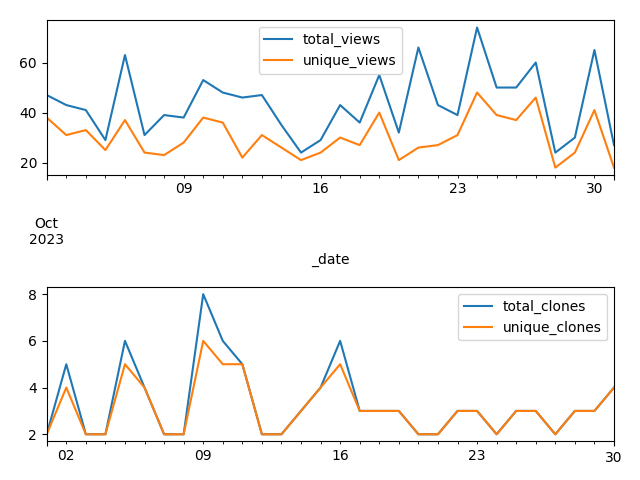 total_views
unique_views
60
40
20
09
16
23
30
Oct
2023
_date
total_clones
unique_clones
8
6
4
2
02
09
16
23
30